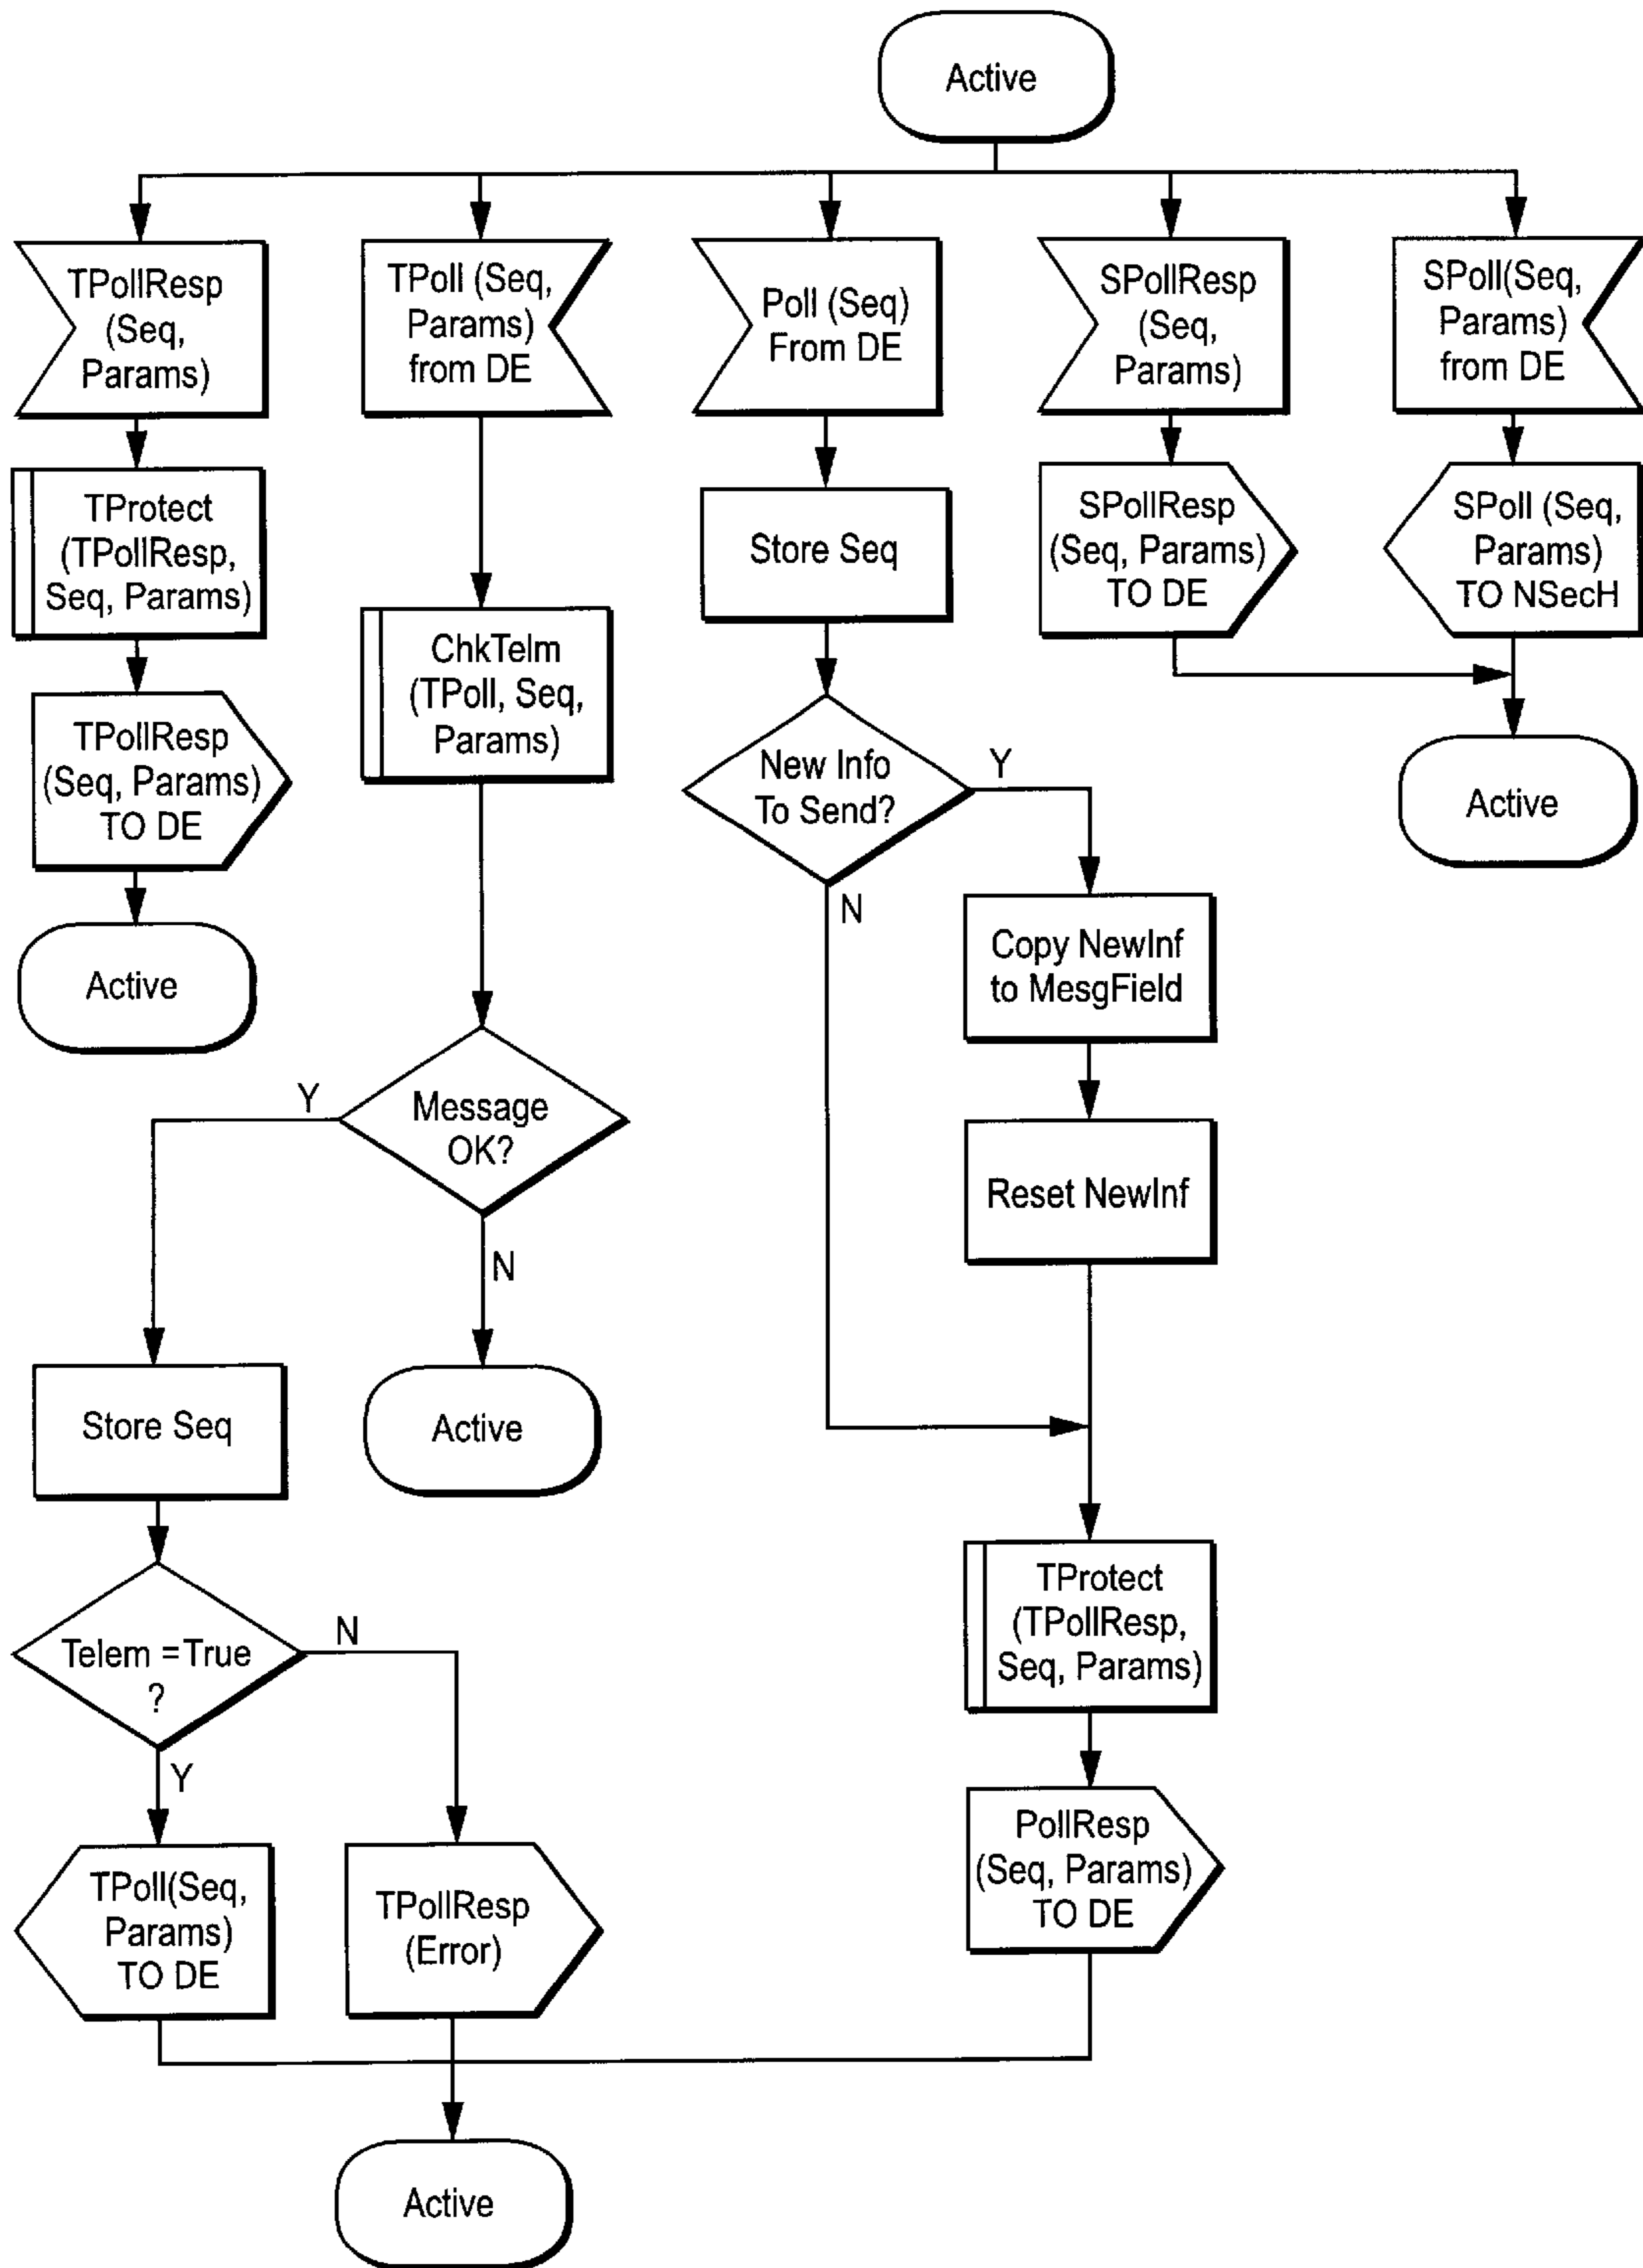 Active
TPollResp
(Seq,
Params)
TPoll (Seq,
Params)
from DE
Poll (Seq)
From DE
SPollResp
(Seq,
Params)
SPoll(Seq,
Params)
from DE
TProtect
(TPollResp,
Seq, Params)
Store Seq
SPollResp
(Seq, Params)
TO DE
SPoll (Seq,
Params)
TO NSecH
ChkTelm
(TPoll, Seq,
Params)
TPollResp
(Seq, Params)
TO DE
New Info
To Send?
Y
N
Active
Active
Copy NewInf
to MesgField
Message
OK?
Y
N
Reset NewInf
Store Seq
Active
TProtect
(TPollResp,
Seq, Params)
Telem =True
?
N
Y
PollResp
(Seq, Params)
TO DE
TPoll(Seq,
Params)
TO DE
TPollResp
(Error)
Active